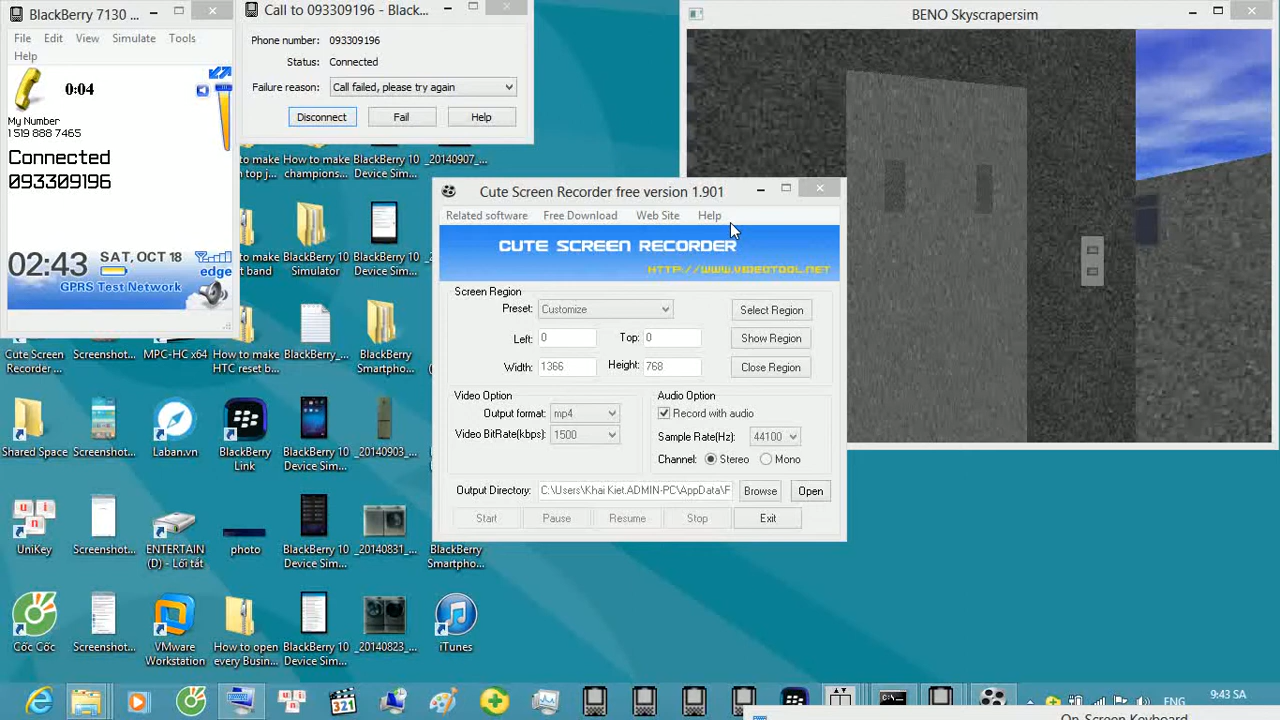 BlackBerry 7130 ...
File Edit View Simulate Tools
Help
0:04
My Number
1 519 888 7465
Connected
093309196
02:43 SAT, OCT 18
edge
GPRS Test Network
Call to 093309196 - Black...
Phone number: 093309196
Status: Connected
Failure reason: Call failed, please try again
Disconnect Fail Help
BENO Skyscrapersim
How to make How to make BlackBerry 10 _20140907_...
champions... Device Sim...
BlackBerry 10
Simulator Device Sim...
Cute Screen Recorder free version 1.901
Related software Free Download Web Site Help
CUTE SCREEN RECORDER
HTTP://WWW.VIDEOTOOL.NET
Screen Region
Preset: Customize Select Region
Left: 0 Top: 0 Show Region
Width: 1366 Height: 768 Close Region
Video Option Audio Option
Output format: mp4 Record with audio
Video BitRate(kbps): 1500 Sample Rate(Hz): 44100
Channel: Stereo Mono
Output Directory: C:\Users\Khai Kiet.ADMIN-PC\AppData\F Browse Open
Start Pause Resume Stop Exit
Cute Screen Screenshot... MPC-HC x64 How to make BlackBerry_... BlackBerry
Recorder ... HTC reset b... Smartpho...
Shared Space Screenshot... Laban.vn BlackBerry BlackBerry 10 _20140903_...
Link Device Sim...
UniKey Screenshot... ENTERTAIN photo BlackBerry 10 _20140831_... BlackBerry
(D) - Lối tắt Device Sim... Smartpho...
Cốc Cốc Screenshot... VMware How to open BlackBerry 10 _20140823_... iTunes
Workstation every Busin... Device Sim...
321
ENG 9:43 SA
On-Screen Keyboard